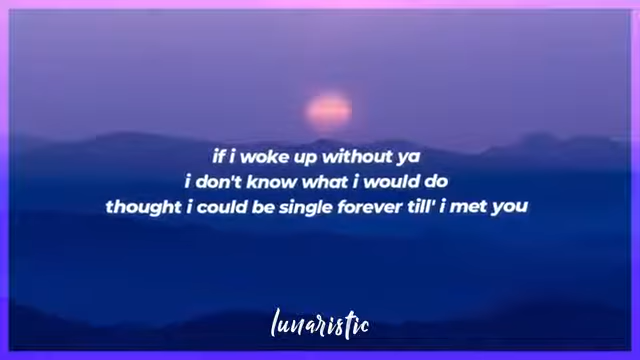 if i woke up without ya
i don't know what i would do
thought i could be single forever till' i met you
lunaristic